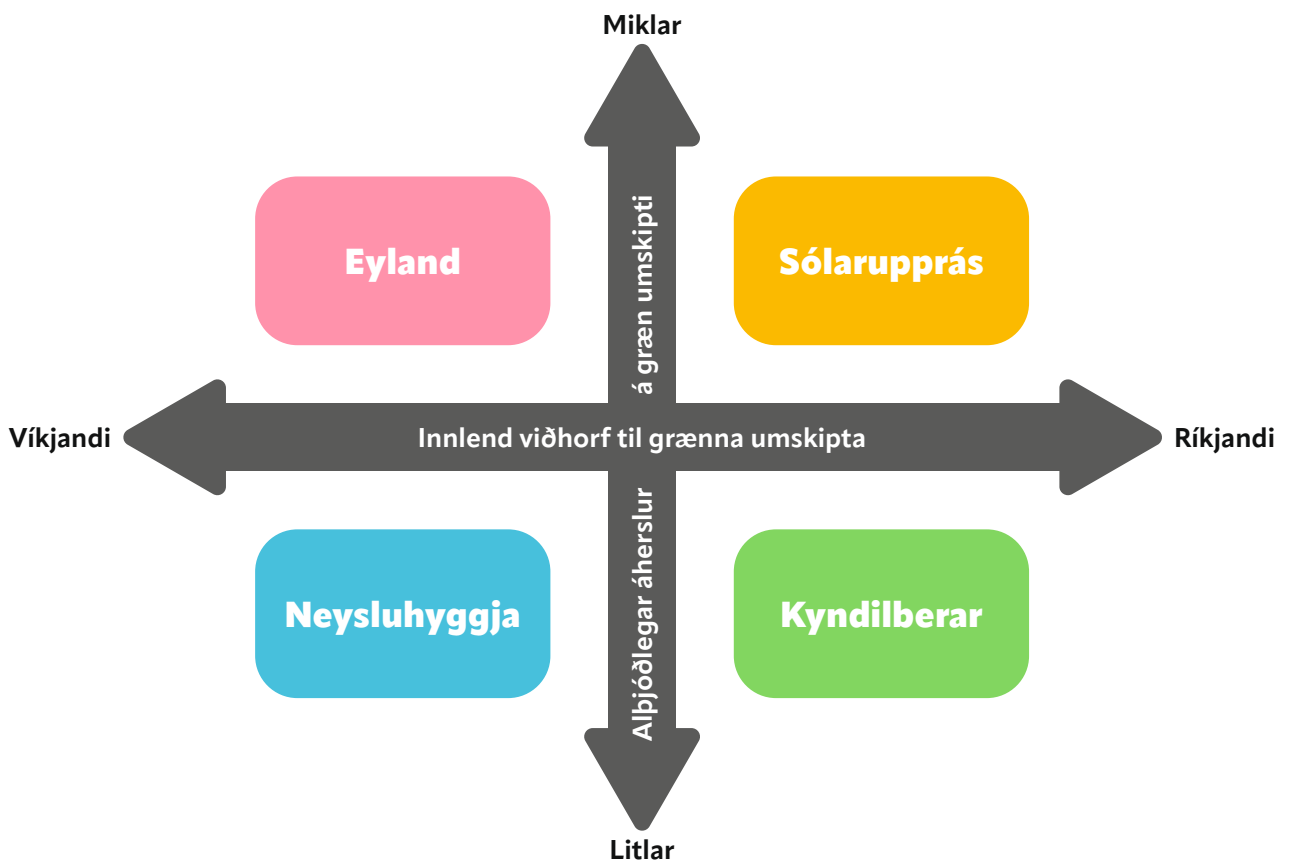 Miklar
Eyland
Sólarupprás
Alþjóðlegar áherslur á græn umskipti
Víkjandi
Innlend viðhorf til grænna umskipta
Ríkjandi
Neysluhyggja
Kyndilberar
Litlar